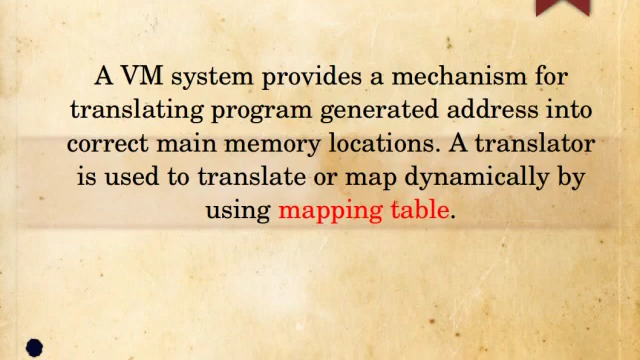 A VM system provides a mechanism for
translating program generated address into
correct main memory locations. A translator
is used to translate or map dynamically by
using mapping table.